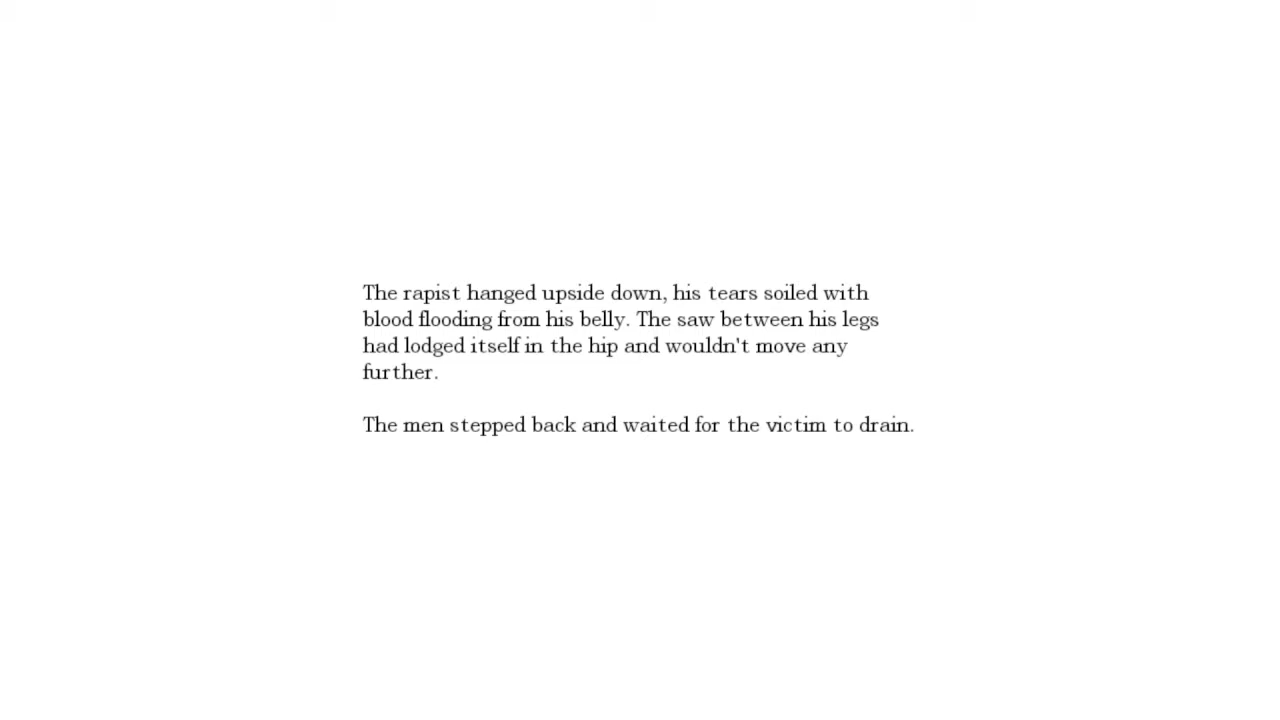 The rapist hanged upside down, his tears soiled with
blood flooding from his belly. The saw between his legs
had lodged itself in the hip and wouldn't move any
further.
The men stepped back and waited for the victim to drain.